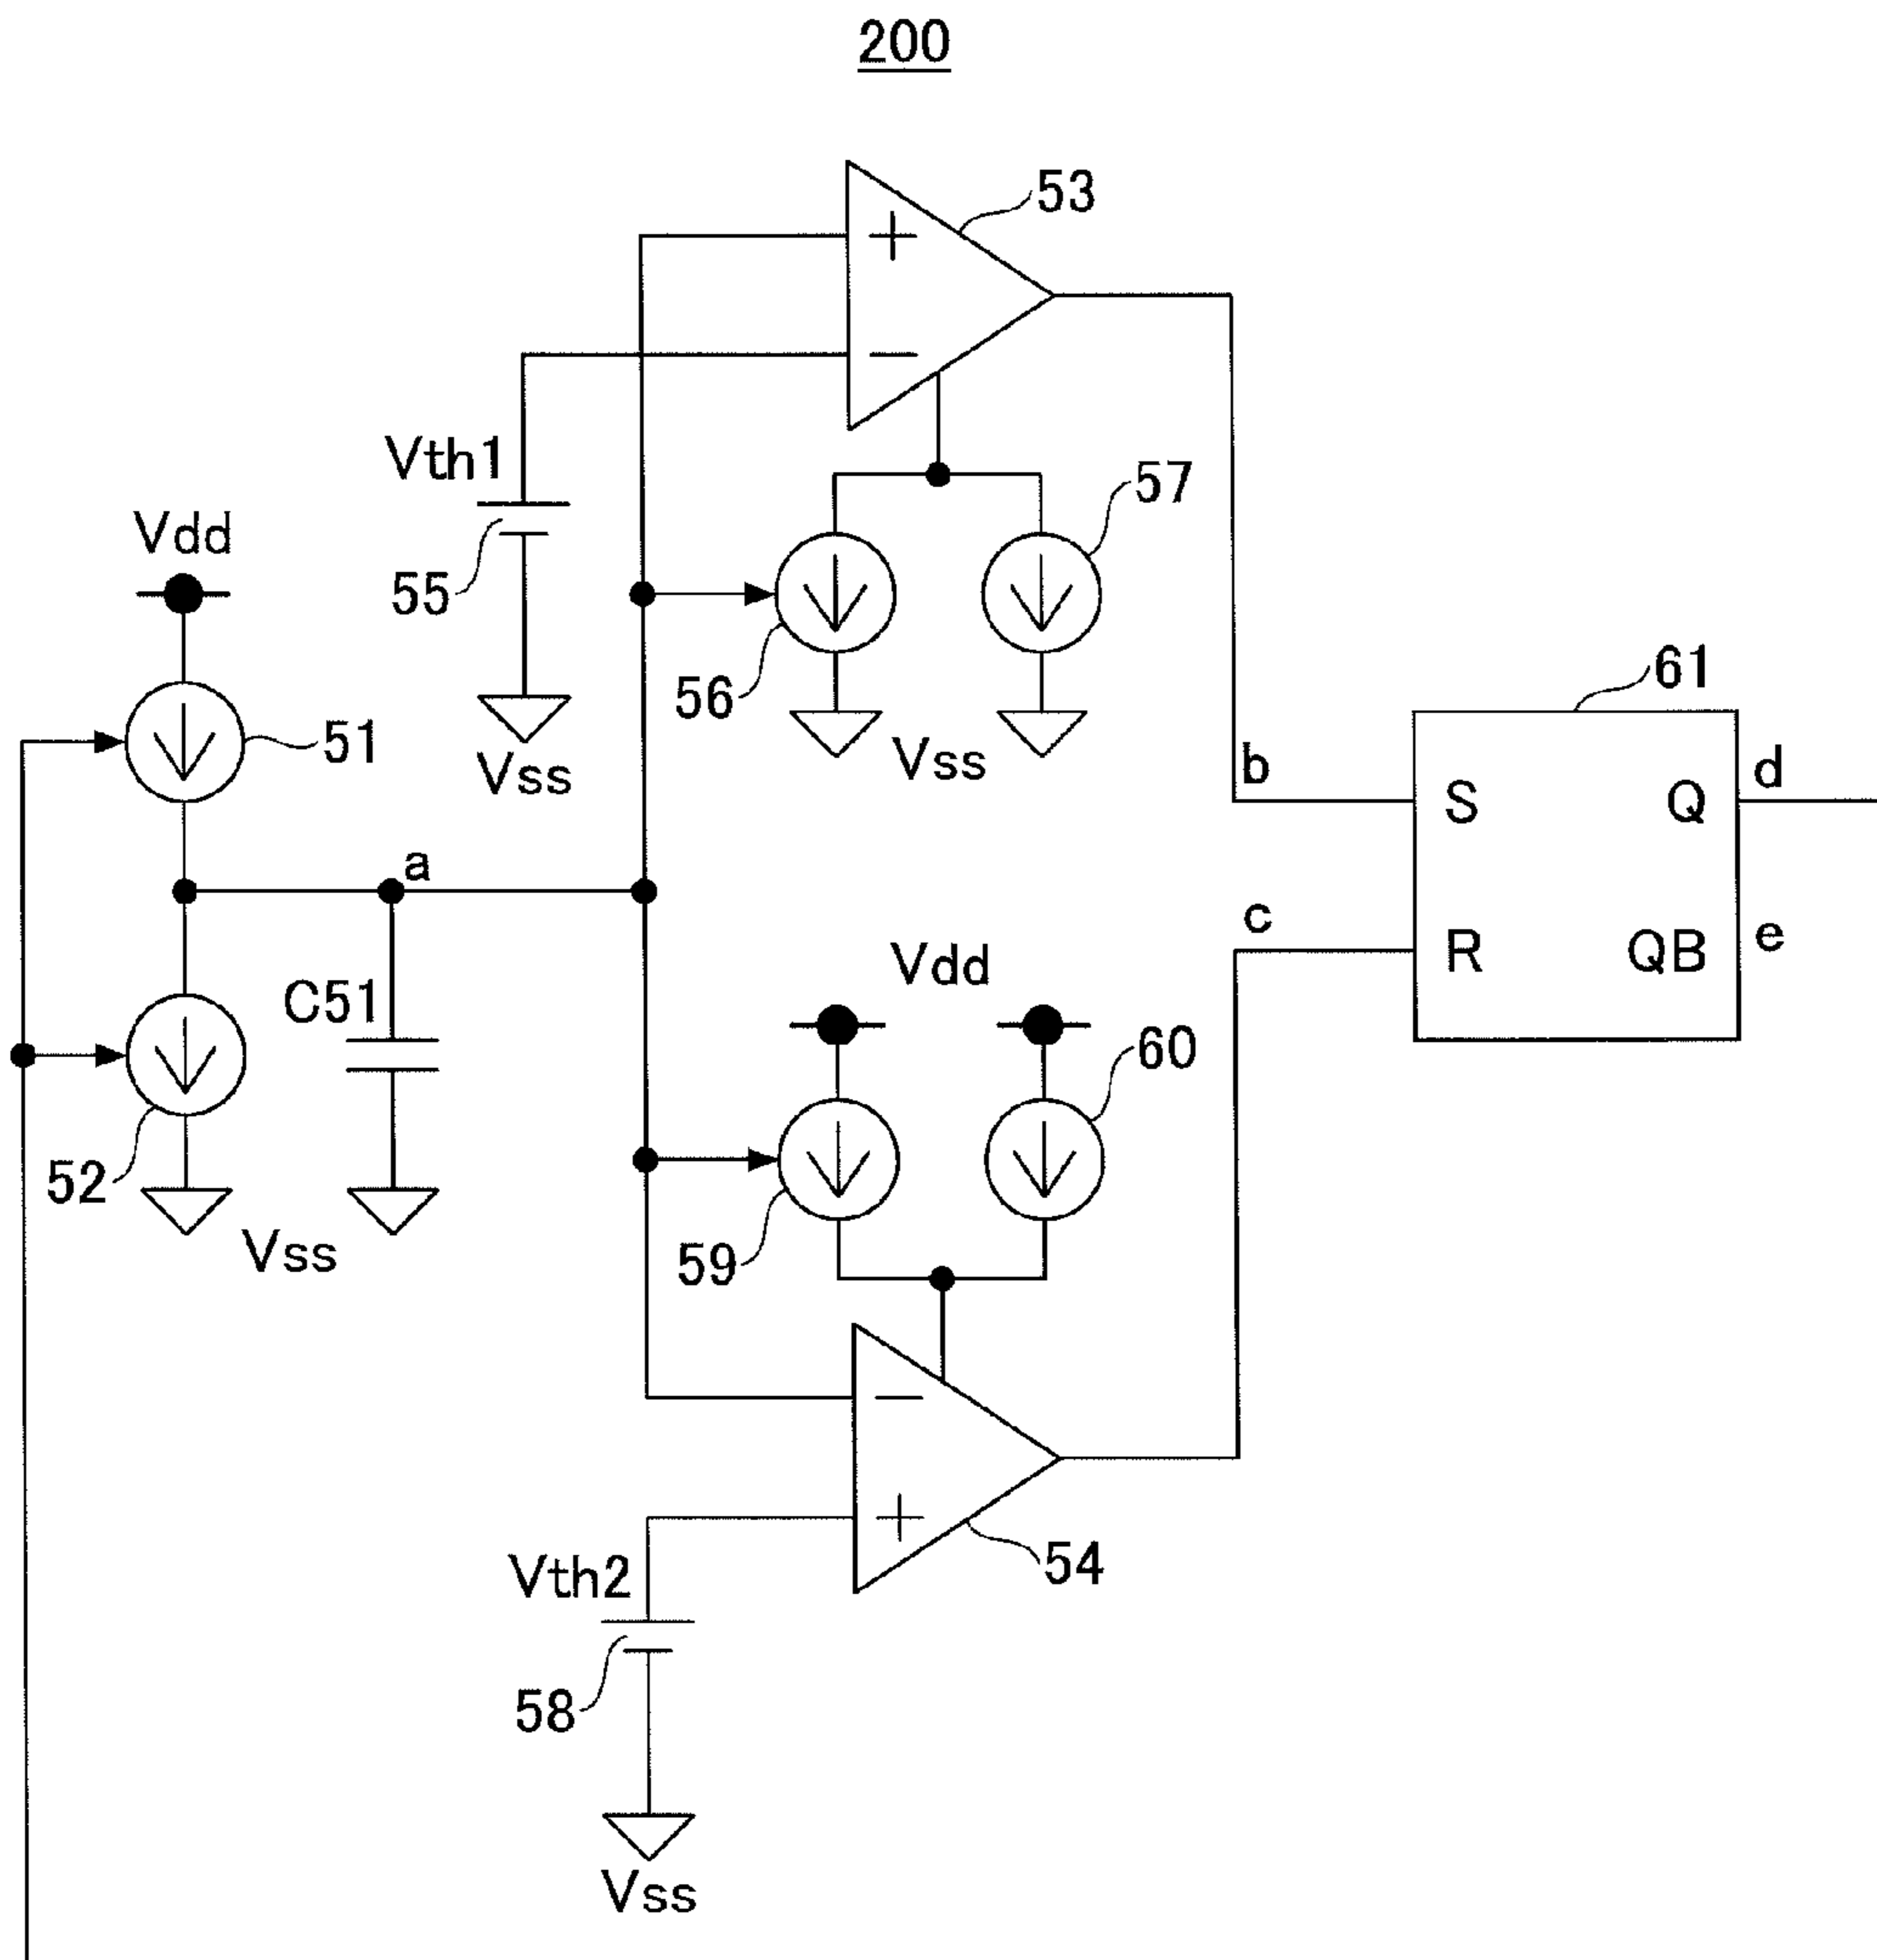 200
53
+
−
Vth1
57
Vdd
55
56
61
51
Vss
Vss
b
S
Q
d
a
c
R
QB
e
Vdd
C51
60
52
Vss
59
−
+
54
Vth2
58
Vss